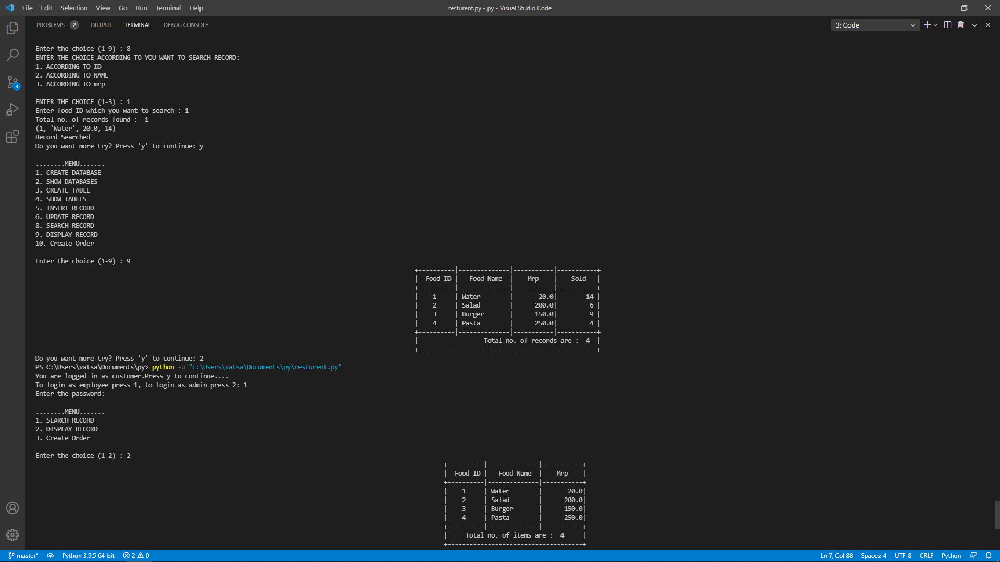 File Edit Selection View Go Run Terminal Help resturent.py - py - Visual Studio Code
PROBLEMS 2 OUTPUT TERMINAL DEBUG CONSOLE 3: Code
Enter the choice (1-9) : 8
ENTER THE CHOICE ACCORDING TO YOU WANT TO SEARCH RECORD:
1. ACCORDING TO ID
2. ACCORDING TO NAME
3. ACCORDING TO mrp
ENTER THE CHOICE (1-3) : 1
Enter food ID which you want to search : 1
Total no. of records found :  1
(1, 'Water', 20.0, 14)
Record Searched
Do you want more try? Press 'y' to continue: y
........MENU.......
1. CREATE DATABASE
2. SHOW DATABASES
3. CREATE TABLE
4. SHOW TABLES
5. INSERT RECORD
6. UPDATE RECORD
8. SEARCH RECORD
9. DISPLAY RECORD
10. Create Order
Enter the choice (1-9) : 9
+----------|--------------|-----------|-----------+
|  Food ID |   Food Name  |    Mrp    |    Sold   |
+----------|--------------|-----------|-----------+
|    1     | Water        |       20.0|        14 |
|    2     | Salad        |      200.0|         6 |
|    3     | Burger       |      150.0|         9 |
|    4     | Pasta        |      250.0|         4 |
+----------|--------------|-----------|-----------+
|                  Total no. of records are :  4  |
+-------------------------------------------------+
Do you want more try? Press 'y' to continue: 2
PS C:\Users\vatsa\Documents\py> python -u "c:\Users\vatsa\Documents\py\resturent.py"
You are logged in as customer.Press y to continue....
To login as employee press 1, to login as admin press 2: 1
Enter the password:
........MENU.......
1. SEARCH RECORD
2. DISPLAY RECORD
3. Create Order
Enter the choice (1-2) : 2
+----------|--------------|-----------+
|  Food ID |   Food Name  |    Mrp    |
+----------|--------------|-----------+
|    1     | Water        |       20.0|
|    2     | Salad        |      200.0|
|    3     | Burger       |      150.0|
|    4     | Pasta        |      250.0|
+----------|--------------|-----------+
|     Total no. of items are :  4     |
+-------------------------------------+
3
master* Python 3.9.5 64-bit 2 0 Ln 7, Col 88 Spaces: 4 UTF-8 CRLF Python